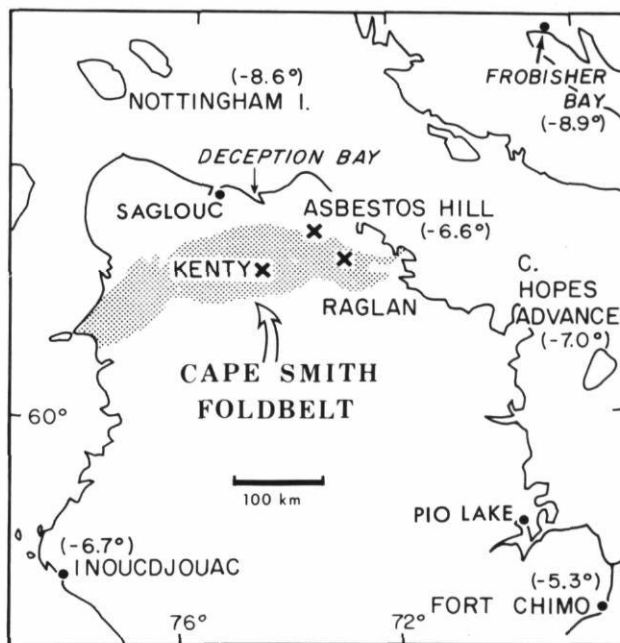 (-8.6°)
NOTTINGHAM I.
FROBISHER
BAY
(-8.9°)
DECEPTION BAY
SAGLOUC
ASBESTOS HILL
(-6.6°)
KENTY
RAGLAN
C.
HOPES
ADVANCE
(-7.0°)
CAPE SMITH
FOLDBELT
60°
100 km
PIO LAKE
(-6.7°)
INOUCDJOUAC
(-5.3°)
FORT CHIMO
76°
72°